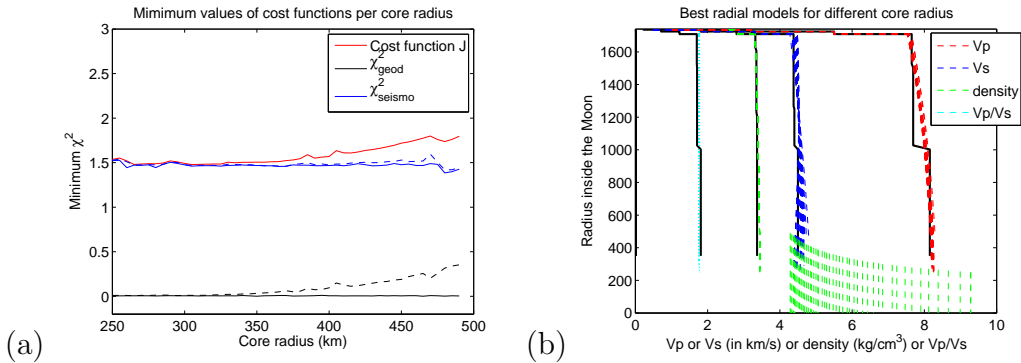 Mimimum values of cost functions per core radius
3
2.5
2
1.5
1
0.5
0
Minimum χ²
250
300
350
400
450
500
Core radius (km)
Cost function J
χ²geod
χ²seismo
(a)
Best radial models for different core radius
1600
1400
1200
1000
800
600
400
200
0
Radius inside the Moon
0
2
4
6
8
10
Vp or Vs (in km/s) or density (kg/cm³) or Vp/Vs
Vp
Vs
density
Vp/Vs
(b)